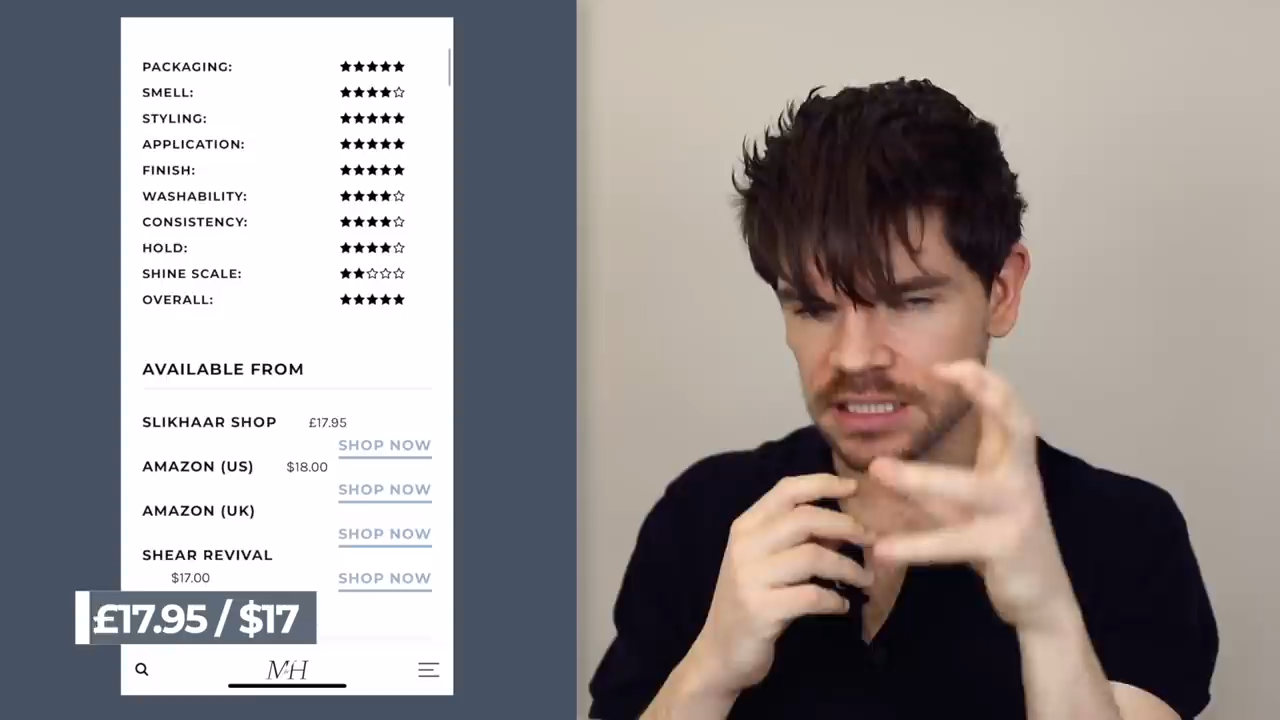 PACKAGING: ★★★★★
SMELL: ★★★★☆
STYLING: ★★★★★
APPLICATION: ★★★★★
FINISH: ★★★★★
WASHABILITY: ★★★★☆
CONSISTENCY: ★★★★☆
HOLD: ★★★★☆
SHINE SCALE: ★★☆☆☆
OVERALL: ★★★★★
AVAILABLE FROM
SLIKHAAR SHOP £17.95
SHOP NOW
AMAZON (US) $18.00
SHOP NOW
AMAZON (UK)
SHOP NOW
SHEAR REVIVAL
$17.00
SHOP NOW
£17.95 / $17
MfH